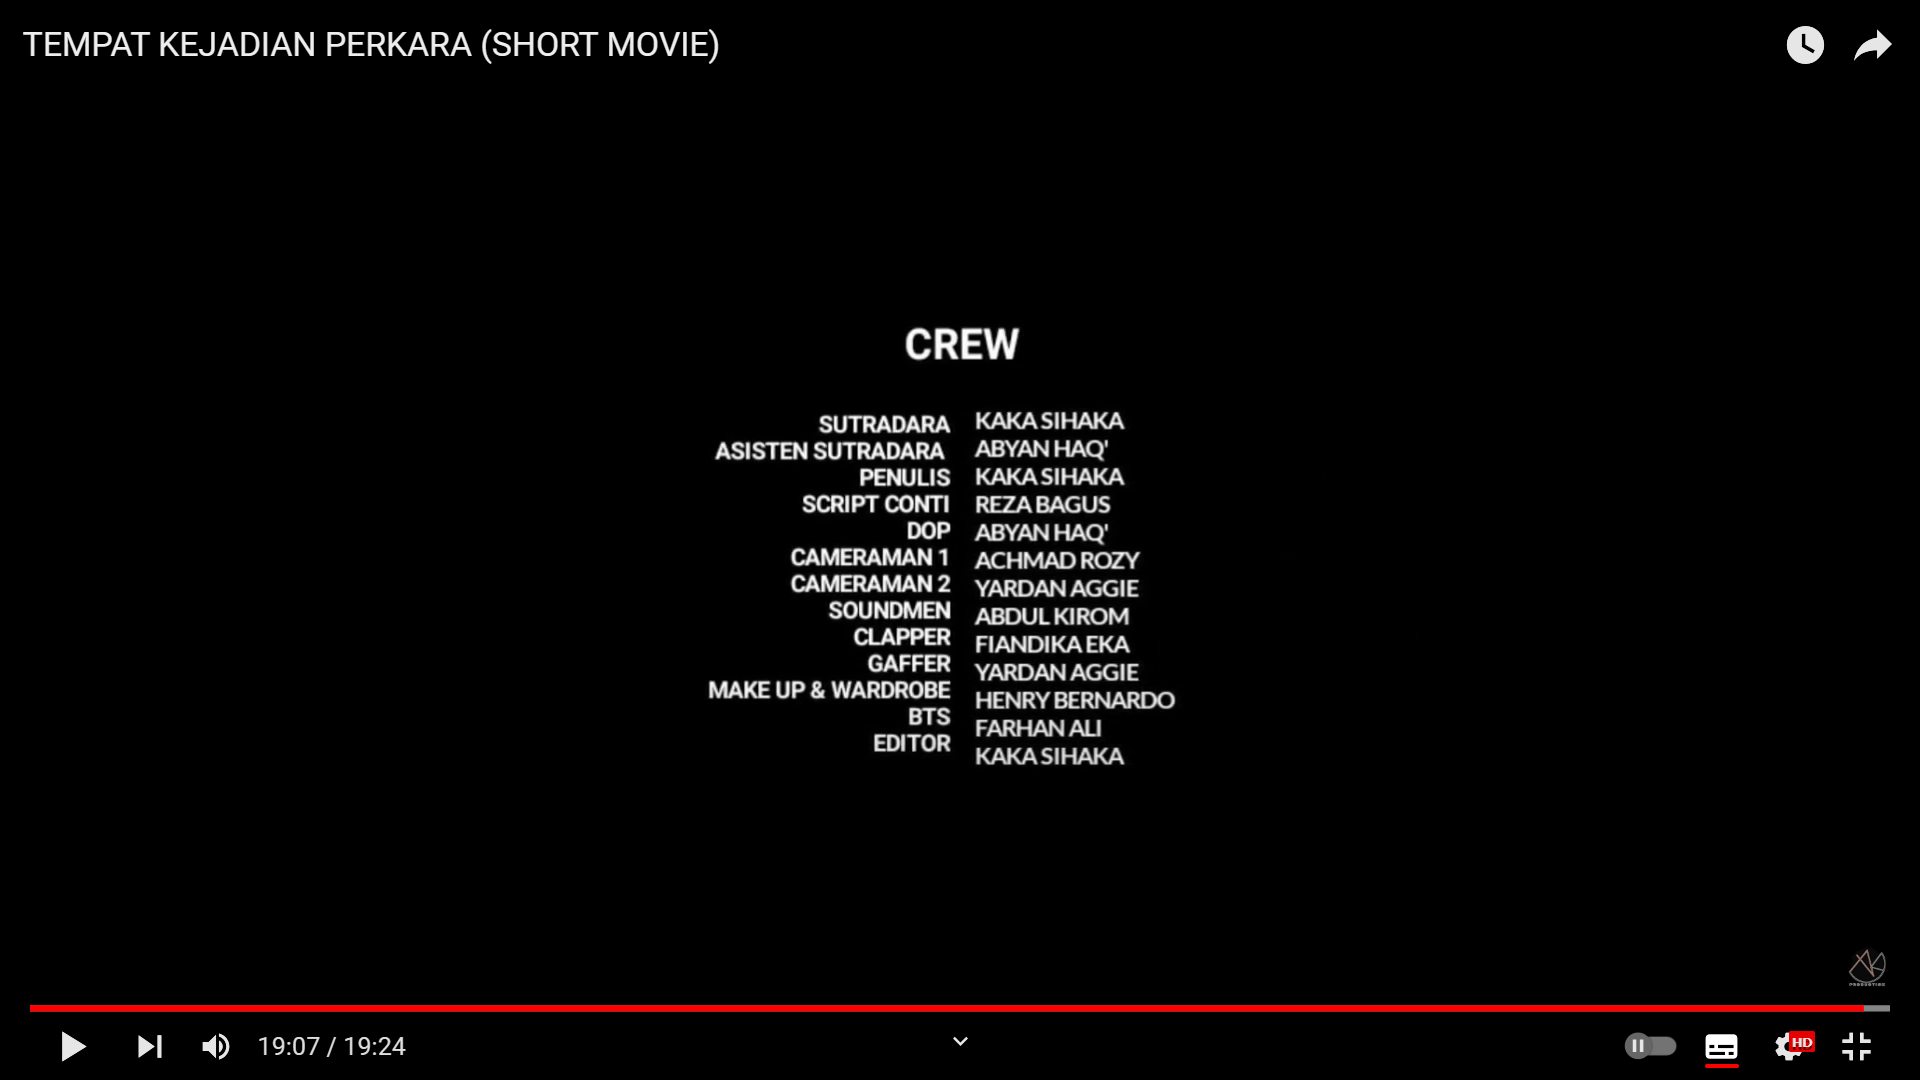 TEMPAT KEJADIAN PERKARA (SHORT MOVIE)
CREW
SUTRADARA KAKA SIHAKA
ASISTEN SUTRADARA ABYAN HAQ'
PENULIS KAKA SIHAKA
SCRIPT CONTI REZA BAGUS
DOP ABYAN HAQ'
CAMERAMAN 1 ACHMAD ROZY
CAMERAMAN 2 YARDAN AGGIE
SOUNDMEN ABDUL KIROM
CLAPPER FIANDIKA EKA
GAFFER YARDAN AGGIE
MAKE UP & WARDROBE HENRY BERNARDO
BTS FARHAN ALI
EDITOR KAKA SIHAKA
PRODUCTION
19:07 / 19:24
HD